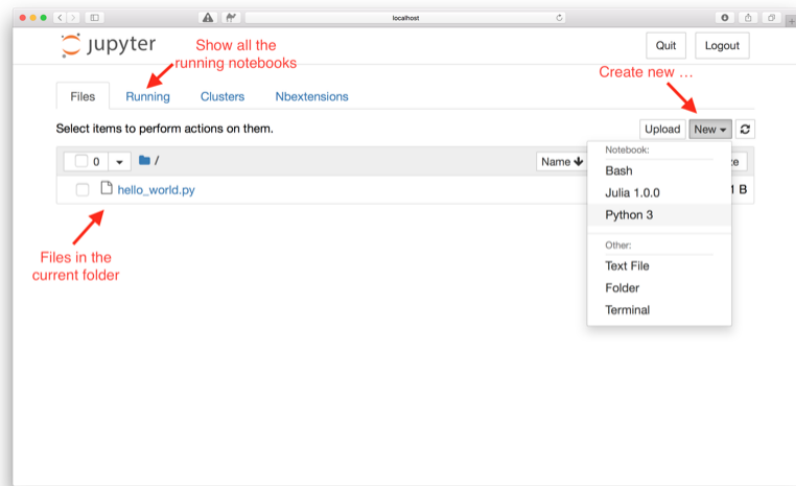 localhost
jupyter
Show all the
running notebooks
Quit
Logout
Create new ...
Files
Running
Clusters
Nbextensions
Select items to perform actions on them.
Upload
New
0
/
Name
Notebook:
Bash
Julia 1.0.0
Python 3
Other:
Text File
Folder
Terminal
hello_world.py
B
Files in the
current folder